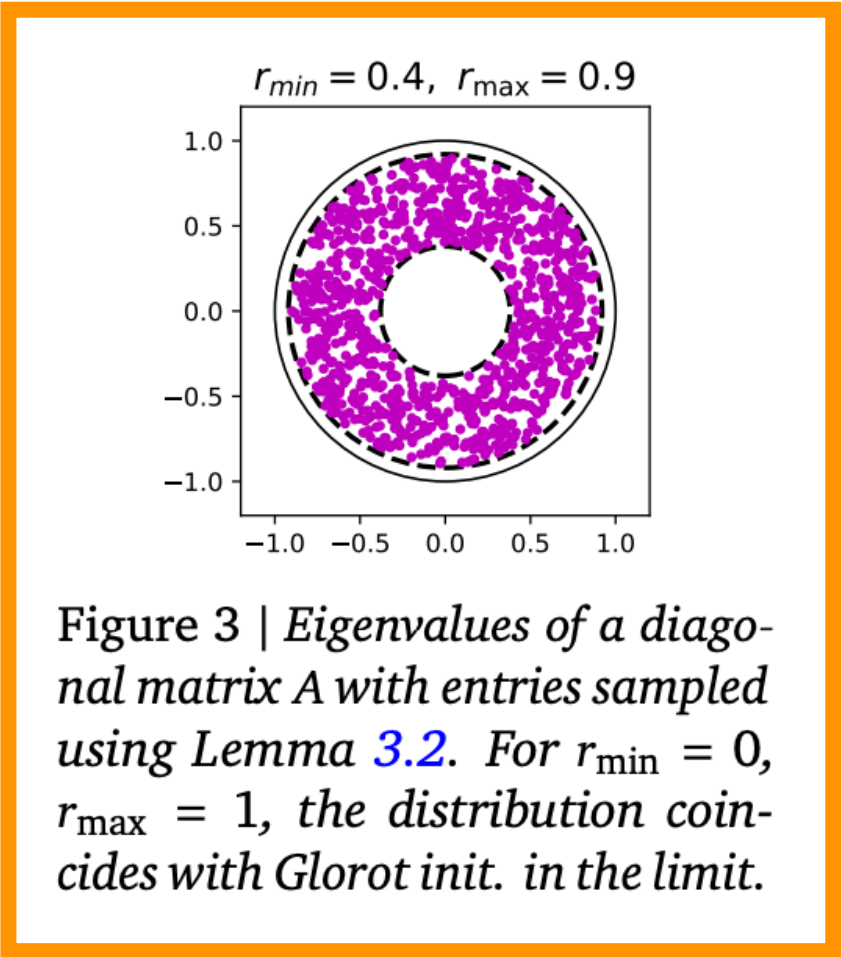 r_min = 0.4, r_max = 0.9
1.0
0.5
0.0
−0.5
−1.0
−1.0 −0.5 0.0 0.5 1.0
Figure 3 | Eigenvalues of a diago-
nal matrix A with entries sampled
using Lemma 3.2. For r_min = 0,
r_max = 1, the distribution coin-
cides with Glorot init. in the limit.